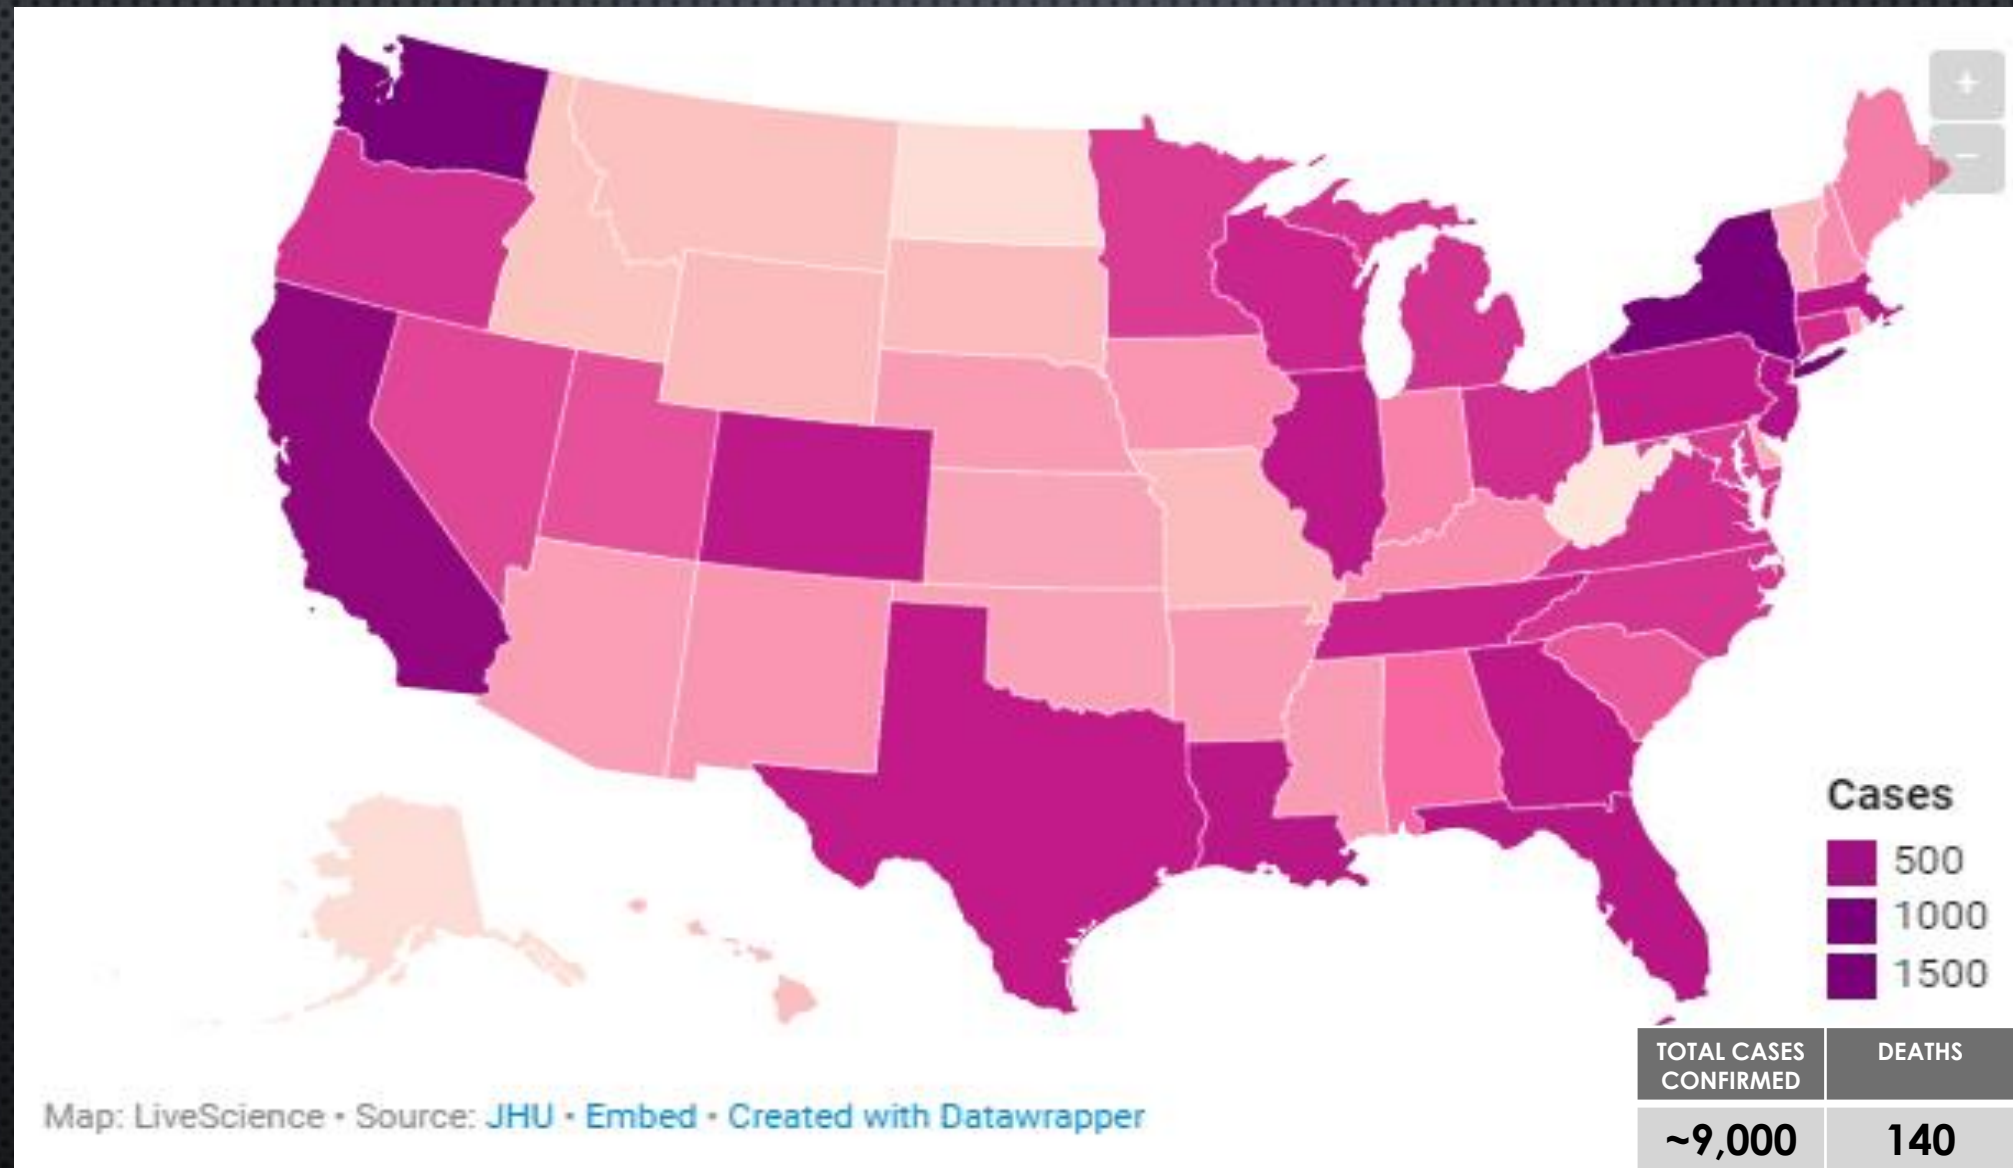 +
−
Cases
500
1000
1500
TOTAL CASES CONFIRMED
DEATHS
~9,000
140
Map: LiveScience • Source: JHU • Embed • Created with Datawrapper